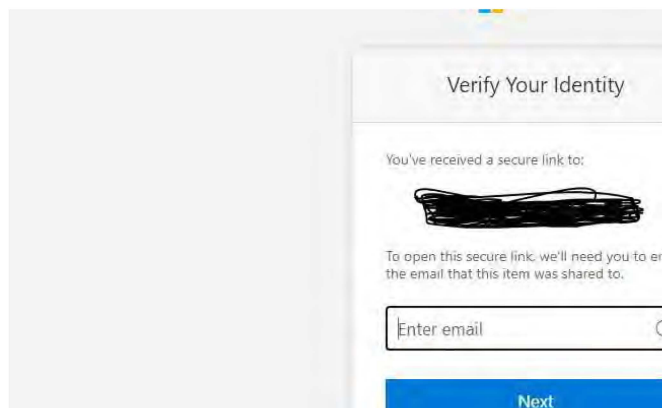 Verify Your Identity
You've received a secure link to:
To open this secure link, we'll need you to
the email that this item was shared to.
Enter email
Next